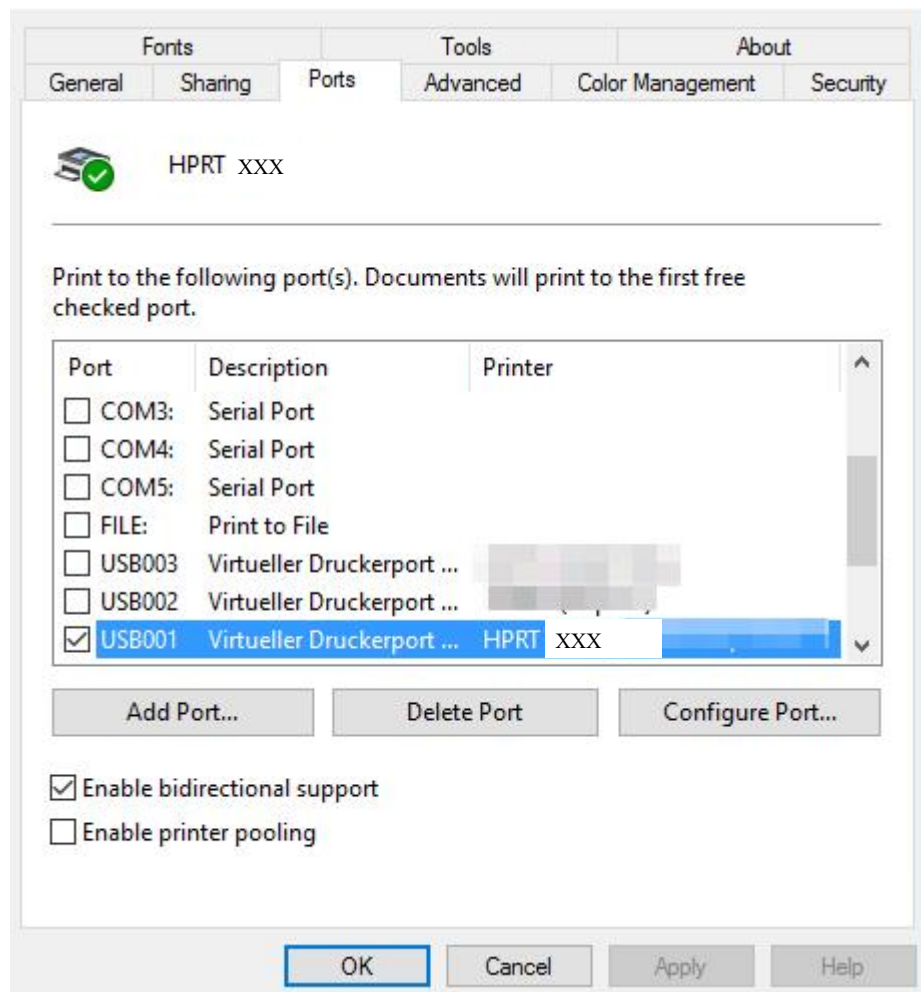 Fonts Tools About
General Sharing Ports Advanced Color Management Security
HPRT XXX
Print to the following port(s). Documents will print to the first free
checked port.
Port Description Printer
COM3: Serial Port
COM4: Serial Port
COM5: Serial Port
FILE: Print to File
USB003 Virtueller Druckerport ...
USB002 Virtueller Druckerport ...
USB001 Virtueller Druckerport ... HPRT XXX
Add Port... Delete Port Configure Port...
Enable bidirectional support
Enable printer pooling
OK Cancel Apply Help